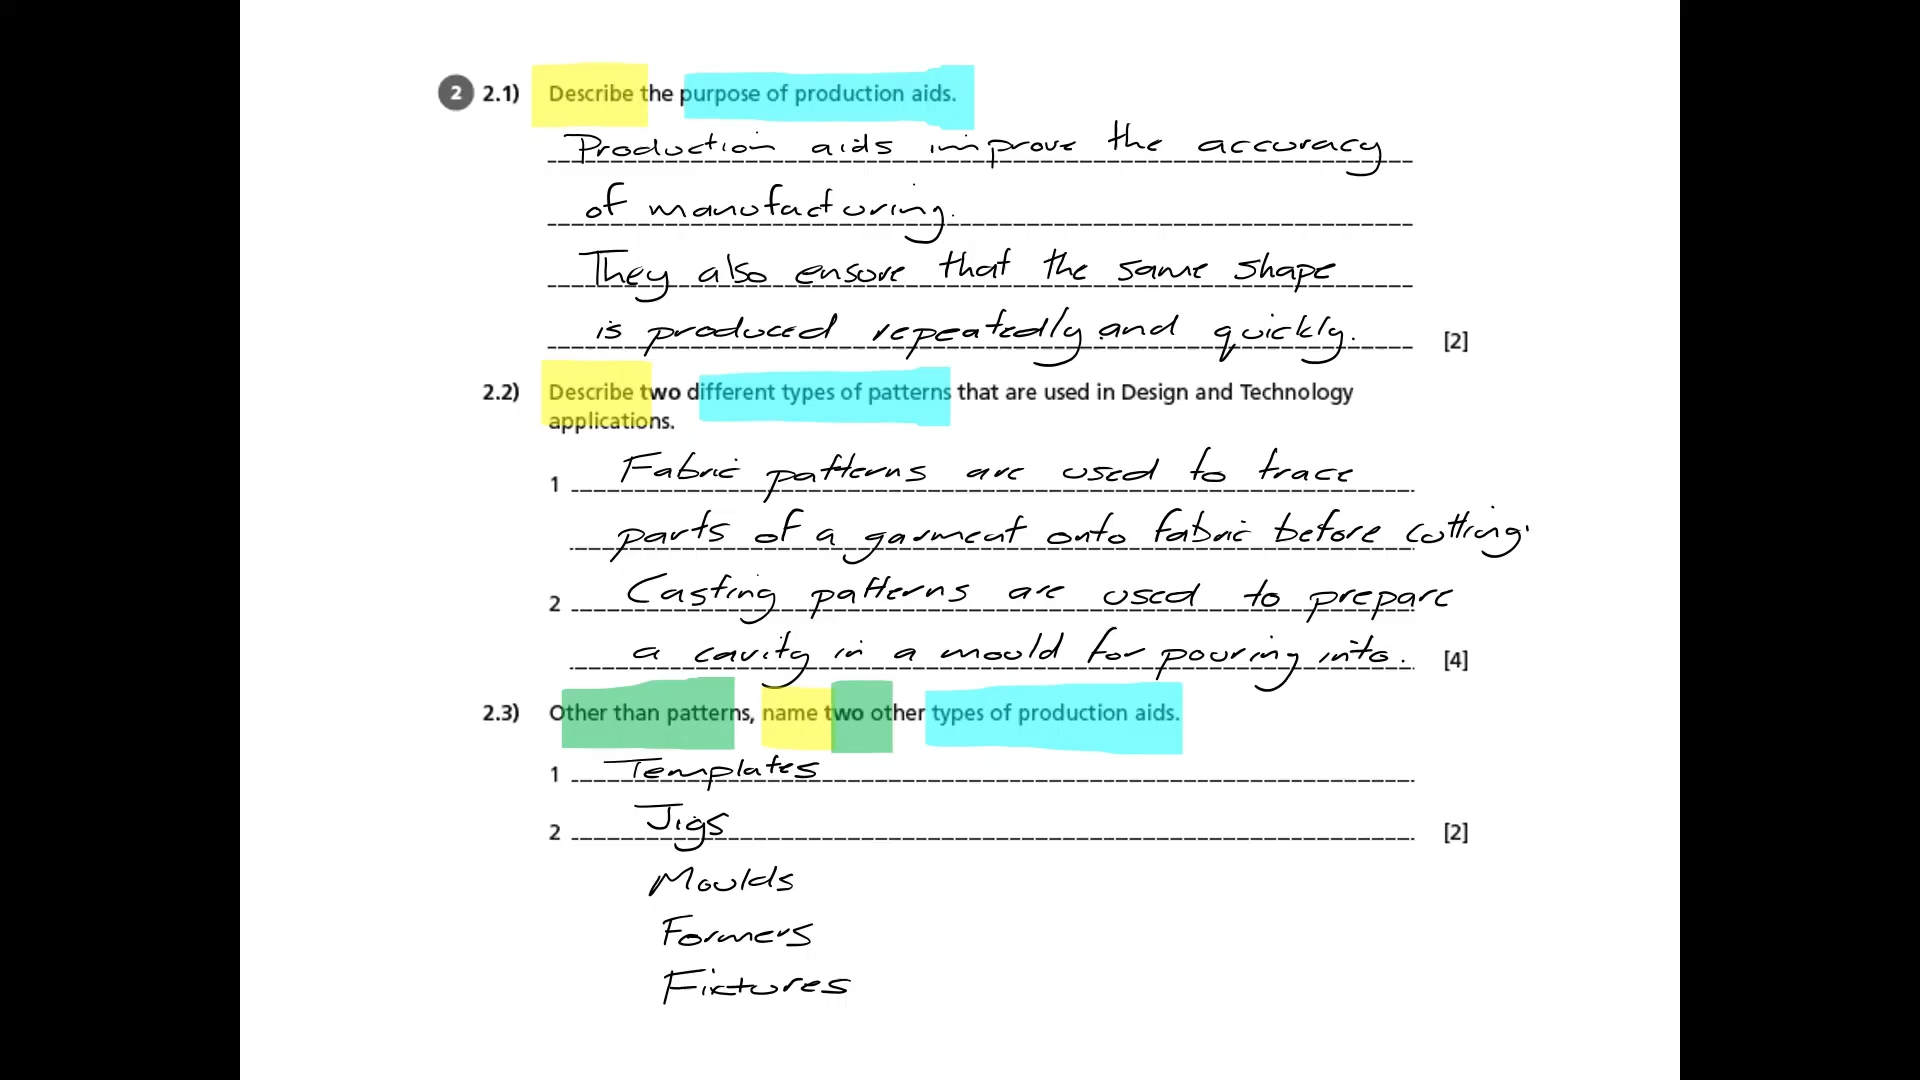 2 2.1) Describe the purpose of production aids.
Production aids improve the accuracy
of manufacturing.
They also ensure that the same shape
is produced repeatedly and quickly. [2]
2.2) Describe two different types of patterns that are used in Design and Technology
applications.
1 Fabric patterns are used to trace
parts of a garment onto fabric before cutting.
2 Casting patterns are used to prepare
a cavity in a mould for pouring into. [4]
2.3) Other than patterns, name two other types of production aids.
1 Templates
2 Jigs [2]
Moulds
Formers
Fixtures